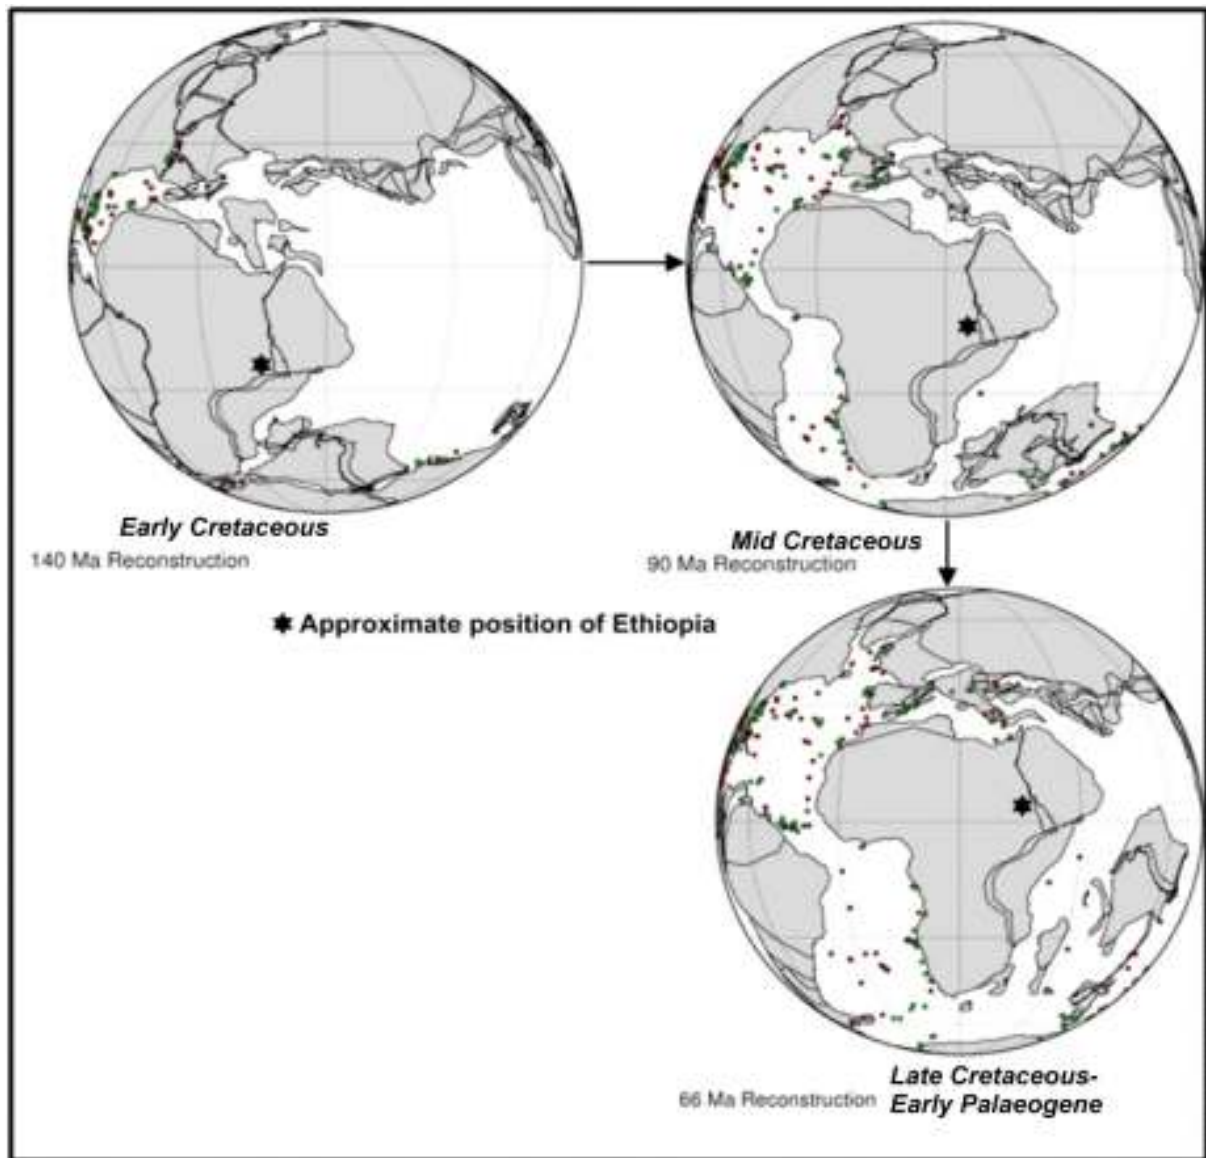 Early Cretaceous
140 Ma Reconstruction
Mid Cretaceous
90 Ma Reconstruction
✶ Approximate position of Ethiopia
66 Ma Reconstruction
Late Cretaceous-
Early Palaeogene